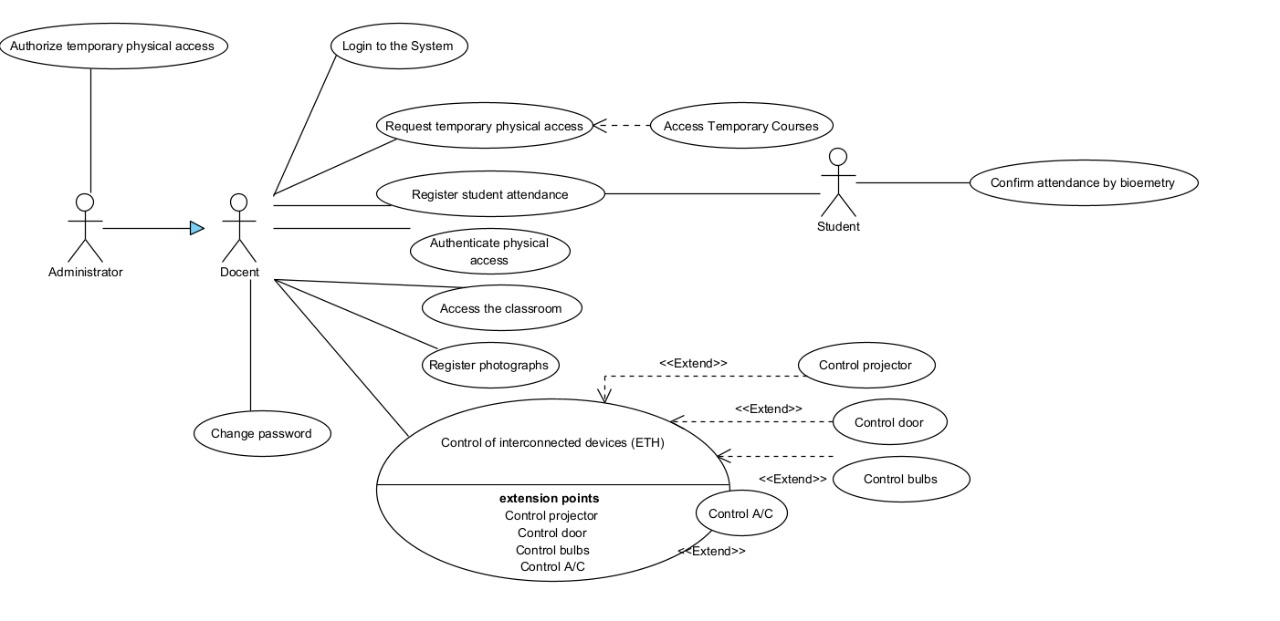 Authorize temporary physical access
Login to the System
Request temporary physical access
Access Temporary Courses
Register student attendance
Confirm attendance by bioemetry
Student
Authenticate physical
access
Administrator
Docent
Access the classroom
Register photographs
<<Extend>>
Control projector
<<Extend>>
Control door
Change password
Control of interconnected devices (ETH)
<<Extend>>
Control bulbs
extension points
Control projector
Control door
Control bulbs
Control A/C
Control A/C
<<Extend>>